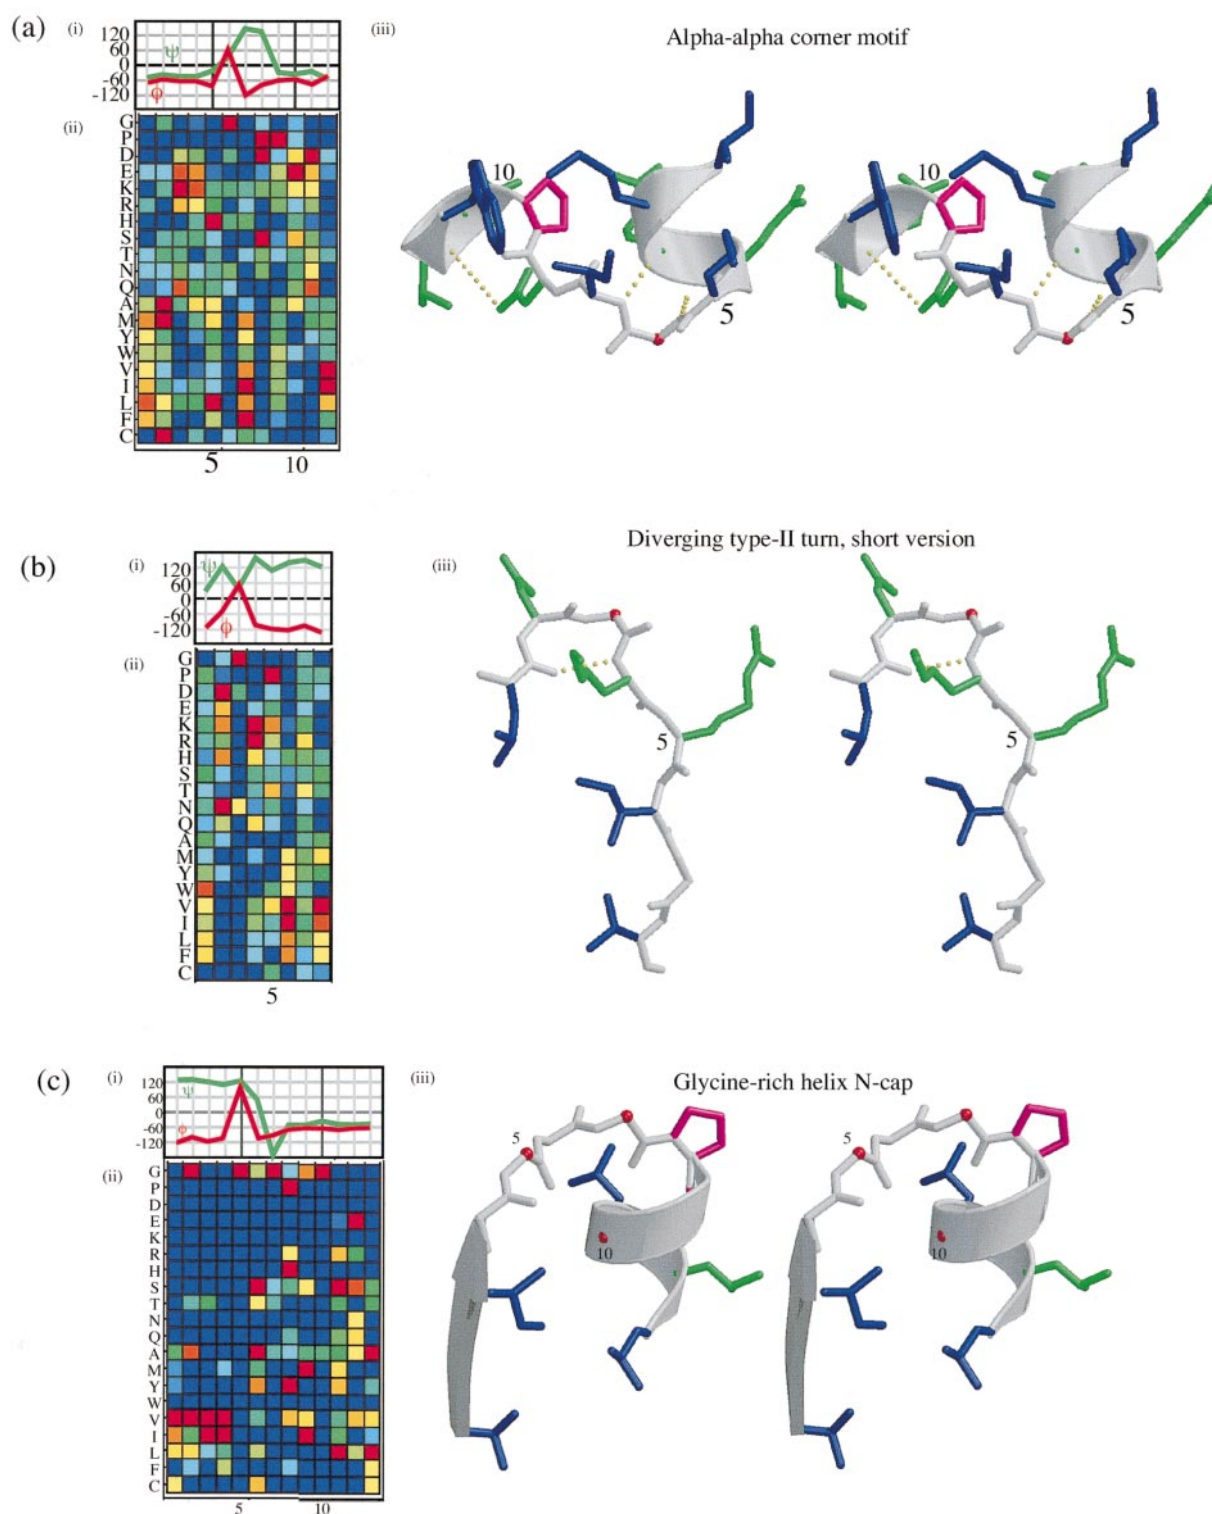 (a)
(i)
120
60
0
-60
-120
ψ
ϕ
(ii)
G
P
D
E
K
R
H
S
T
N
Q
A
M
Y
W
V
I
L
F
C
5 10
(iii)
Alpha-alpha corner motif
10
5
10
5
(b)
(i)
120
60
0
-60
-120
ψ
ϕ
(ii)
G
P
D
E
K
R
H
S
T
N
Q
A
M
Y
W
V
I
L
F
C
5
(iii)
Diverging type-II turn, short version
5
5
(c)
(i)
120
60
0
-60
-120
ψ
ϕ
(ii)
G
P
D
E
K
R
H
S
T
N
Q
A
M
Y
W
V
I
L
F
C
5 10
(iii)
Glycine-rich helix N-cap
5
10
5
10